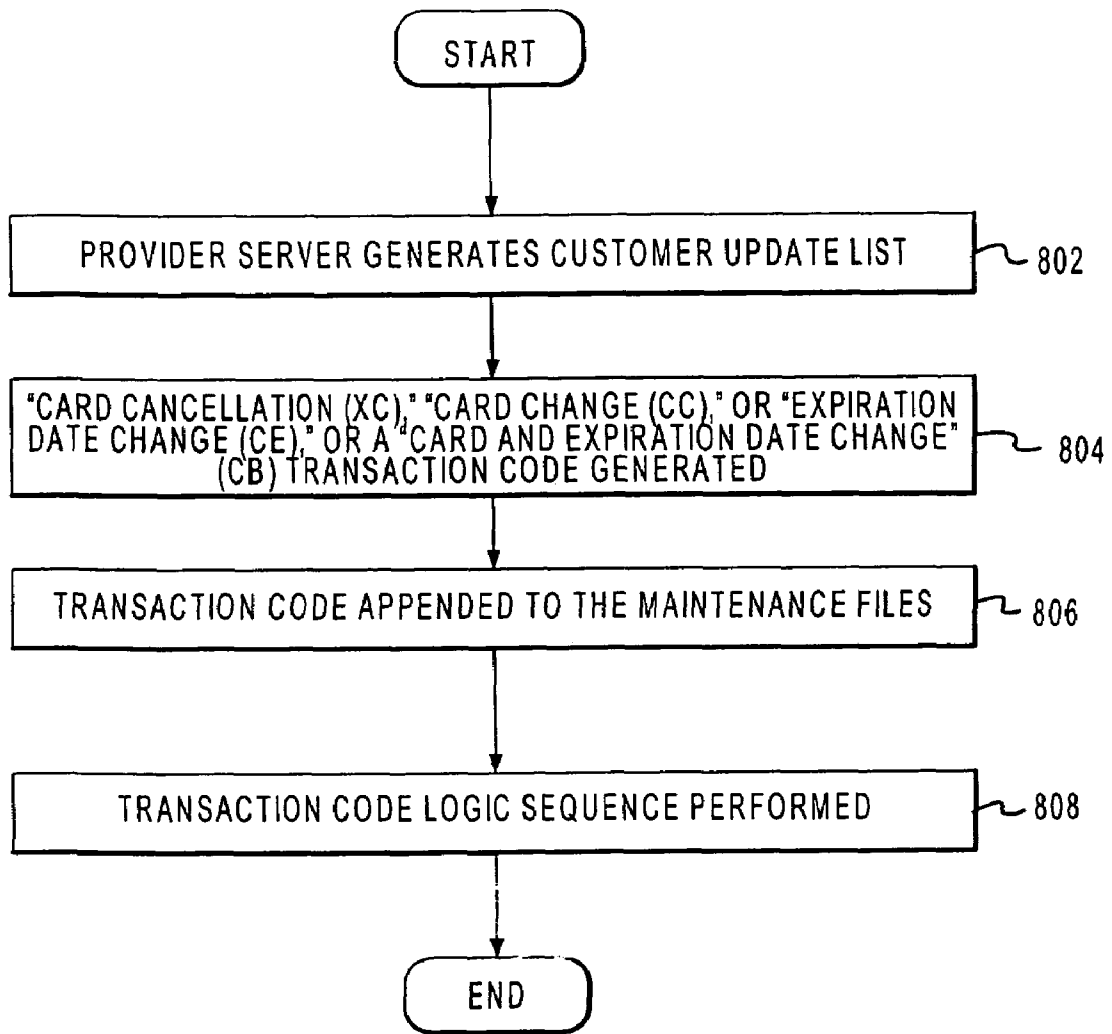 START
PROVIDER SERVER GENERATES CUSTOMER UPDATE LIST
802
"CARD CANCELLATION (XC)," "CARD CHANGE (CC)," OR "EXPIRATION
DATE CHANGE (CE)," OR A "CARD AND EXPIRATION DATE CHANGE"
(CB) TRANSACTION CODE GENERATED
804
TRANSACTION CODE APPENDED TO THE MAINTENANCE FILES
806
TRANSACTION CODE LOGIC SEQUENCE PERFORMED
808
END